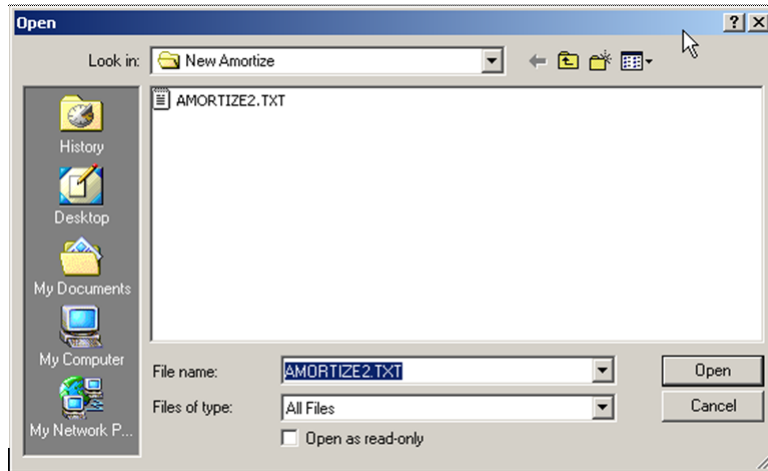 Open
Look in: New Amortize
AMORTIZE2.TXT
History
Desktop
My Documents
My Computer
My Network P...
File name: AMORTIZE2.TXT Open
Files of type: All Files Cancel
Open as read-only